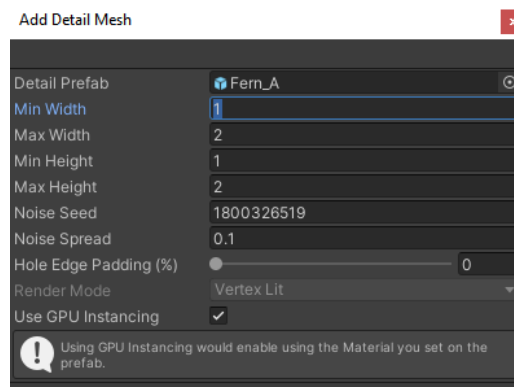 Add Detail Mesh
Detail Prefab Fern_A
Min Width 1
Max Width 2
Min Height 1
Max Height 2
Noise Seed 1800326519
Noise Spread 0.1
Hole Edge Padding (%) 0
Render Mode Vertex Lit
Use GPU Instancing
Using GPU Instancing would enable using the Material you set on the
prefab.